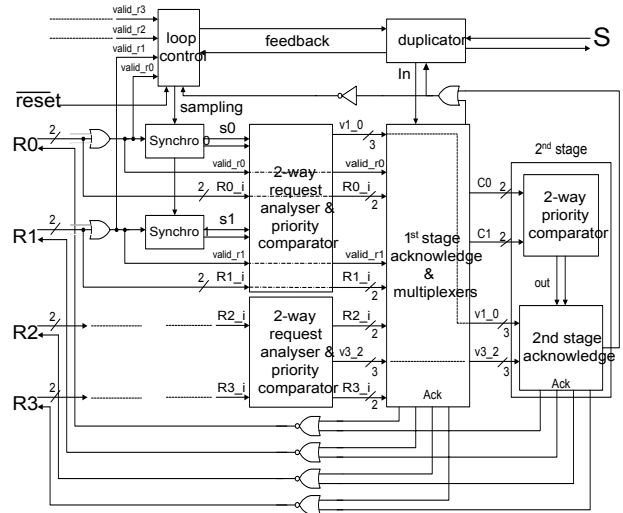 valid_r3
valid_r2
valid_r1
valid_r0
loop
control
feedback
duplicator
S
In
reset
sampling
R0
2
Synchro
s0
0
valid_r0
2
R0_i
R1
2
Synchro
s1
valid_r1
2
R1_i
2-way
request
analyser &
priority
comparator
v1_0
3
valid_r0
R0_i
2
valid_r1
R1_i
2
1st stage
acknowledge
&
multiplexers
C0
2
C1
2
2nd stage
2-way
priority
comparator
out
v1_0
3
2nd stage
acknowledge
v3_2
3
Ack
R2
2
R2_i
R3
2
R3_i
2-way
request
analyser &
priority
comparator
R2_i
2
v3_2
3
R3_i
2
Ack